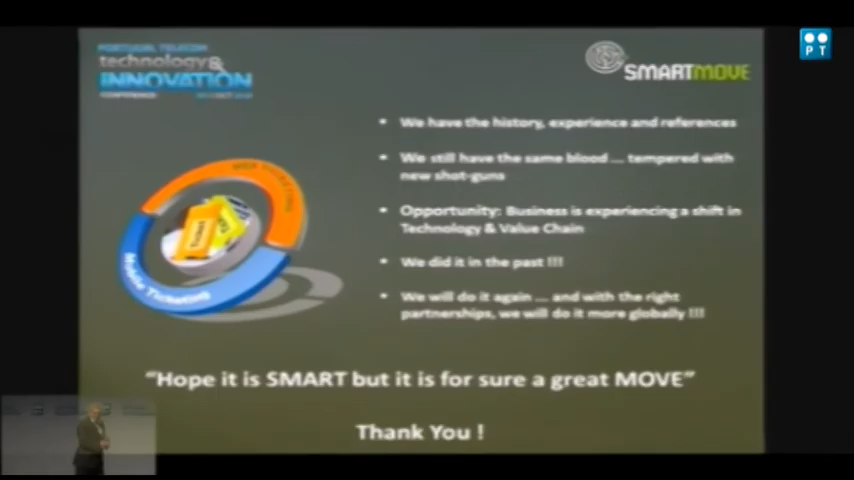 PORTUGAL TELECOM
technology&
INNOVATION
CONFERENCE
SMARTMOVE
PT
• We have the history, experience and references
• We still have the same blood ... tempered with
new shot-guns
• Opportunity: Business is experiencing a shift in
Technology & Value Chain
• We did it in the past !!!
• We will do it again ... and with the right
partnerships, we will do it more globally !!!
Ticket
Mobile Ticketing
"Hope it is SMART but it is for sure a great MOVE"
Thank You !